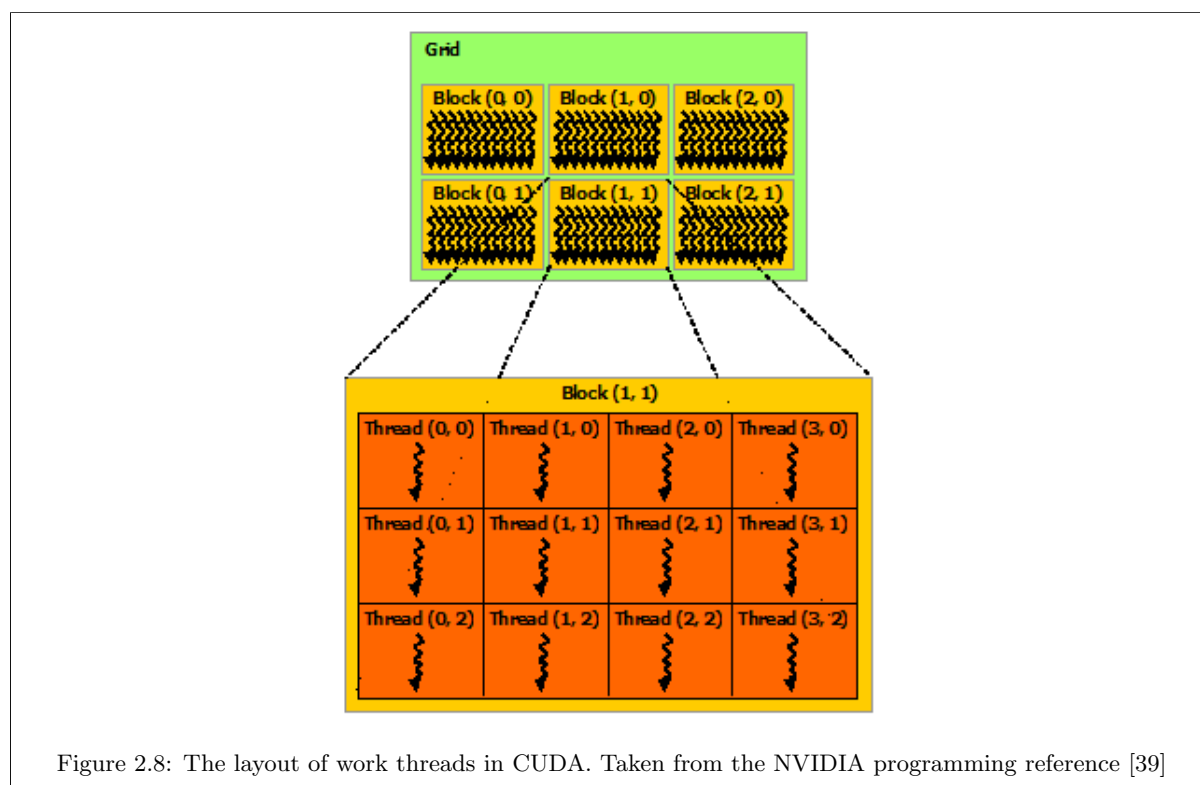 Grid
Block (0, 0) Block (1, 0) Block (2, 0)
Block (0, 1) Block (1, 1) Block (2, 1)
Block (1, 1)
Thread (0, 0) Thread (1, 0) Thread (2, 0) Thread (3, 0)
Thread (0, 1) Thread (1, 1) Thread (2, 1) Thread (3, 1)
Thread (0, 2) Thread (1, 2) Thread (2, 2) Thread (3, 2)
Figure 2.8: The layout of work threads in CUDA. Taken from the NVIDIA programming reference [39]